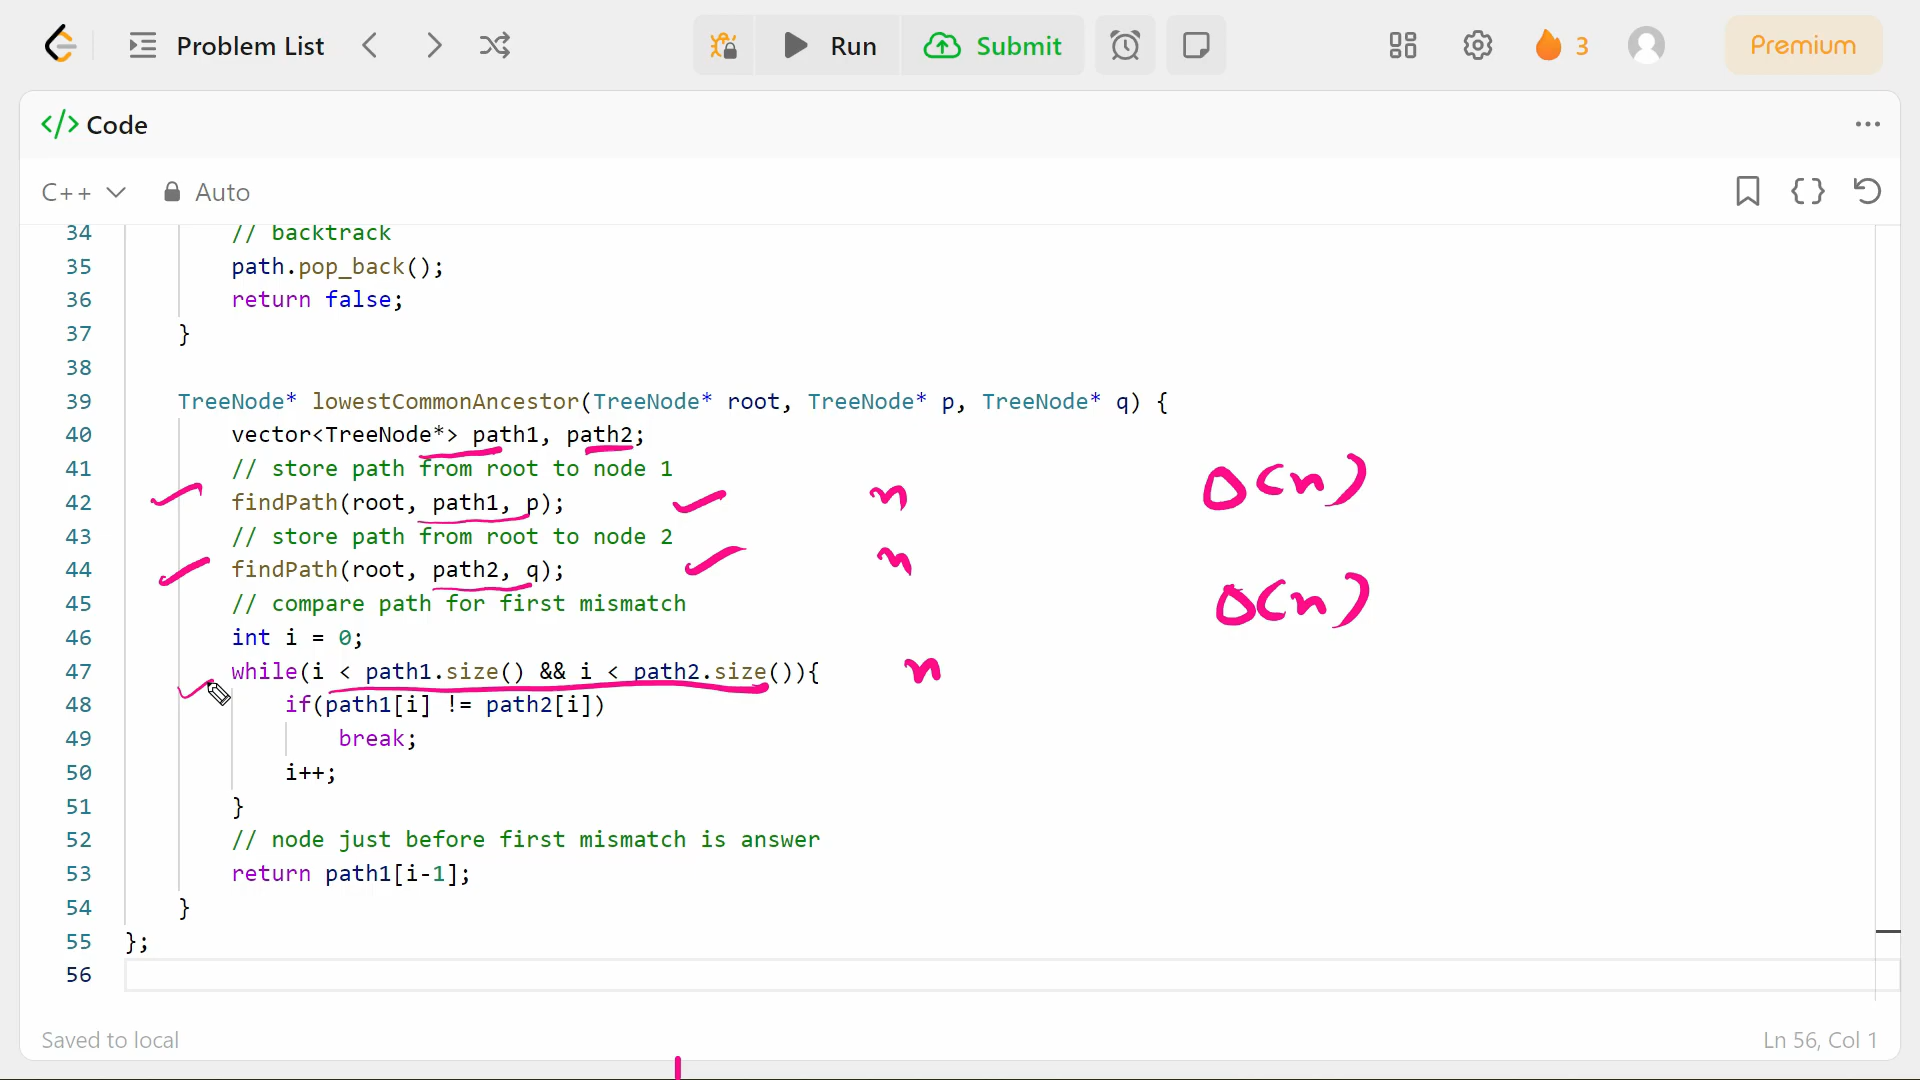 Problem List
Run
Submit
3
Premium
</> Code
C++
Auto
34 // backtrack
35 path.pop_back();
36 return false;
37 }
38
39 TreeNode* lowestCommonAncestor(TreeNode* root, TreeNode* p, TreeNode* q) {
40 vector<TreeNode*> path1, path2;
41 // store path from root to node 1
42 findPath(root, path1, p); n O(n)
43 // store path from root to node 2
44 findPath(root, path2, q); n
45 // compare path for first mismatch O(n)
46 int i = 0;
47 while(i < path1.size() && i < path2.size()){ n
48 if(path1[i] != path2[i])
49 break;
50 i++;
51 }
52 // node just before first mismatch is answer
53 return path1[i-1];
54 }
55 };
56
Saved to local
Ln 56, Col 1